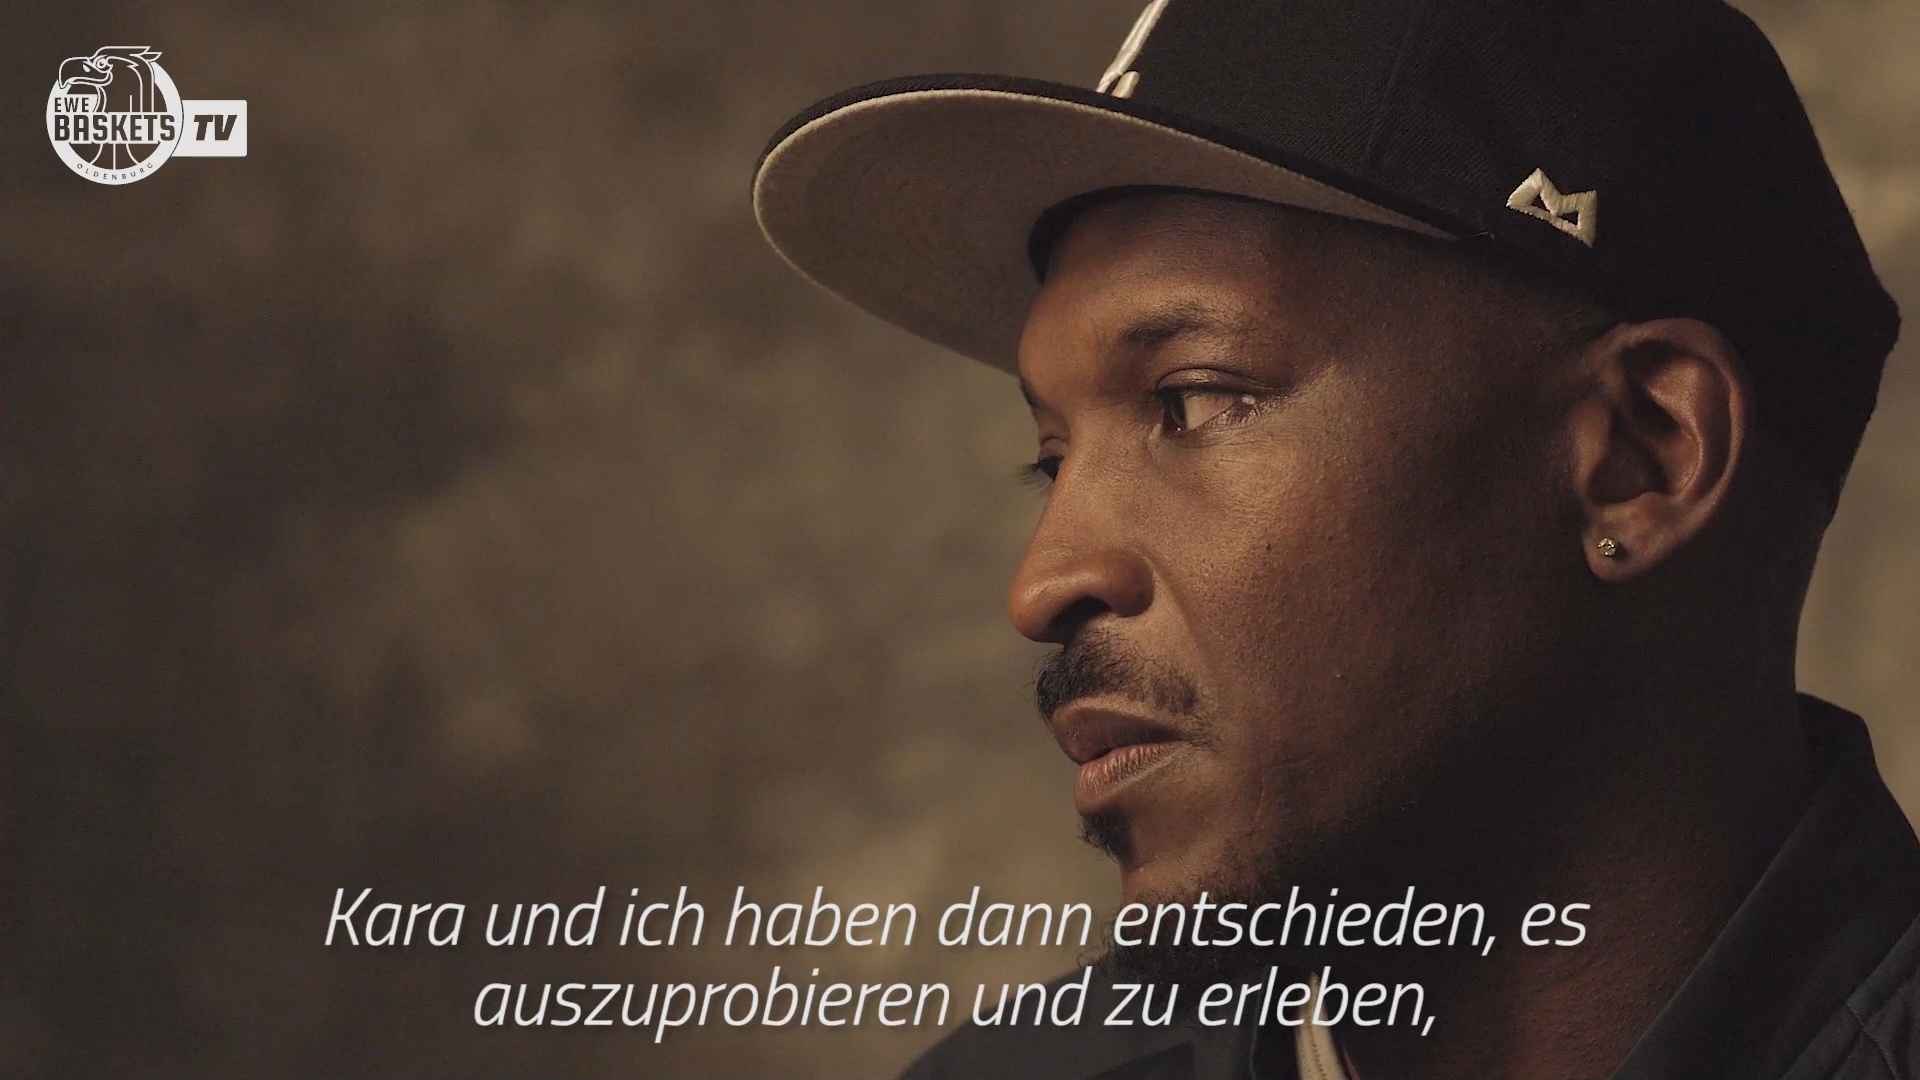 EWE
BASKETS TV
OLDENBURG
Kara und ich haben dann entschieden, es
auszuprobieren und zu erleben,